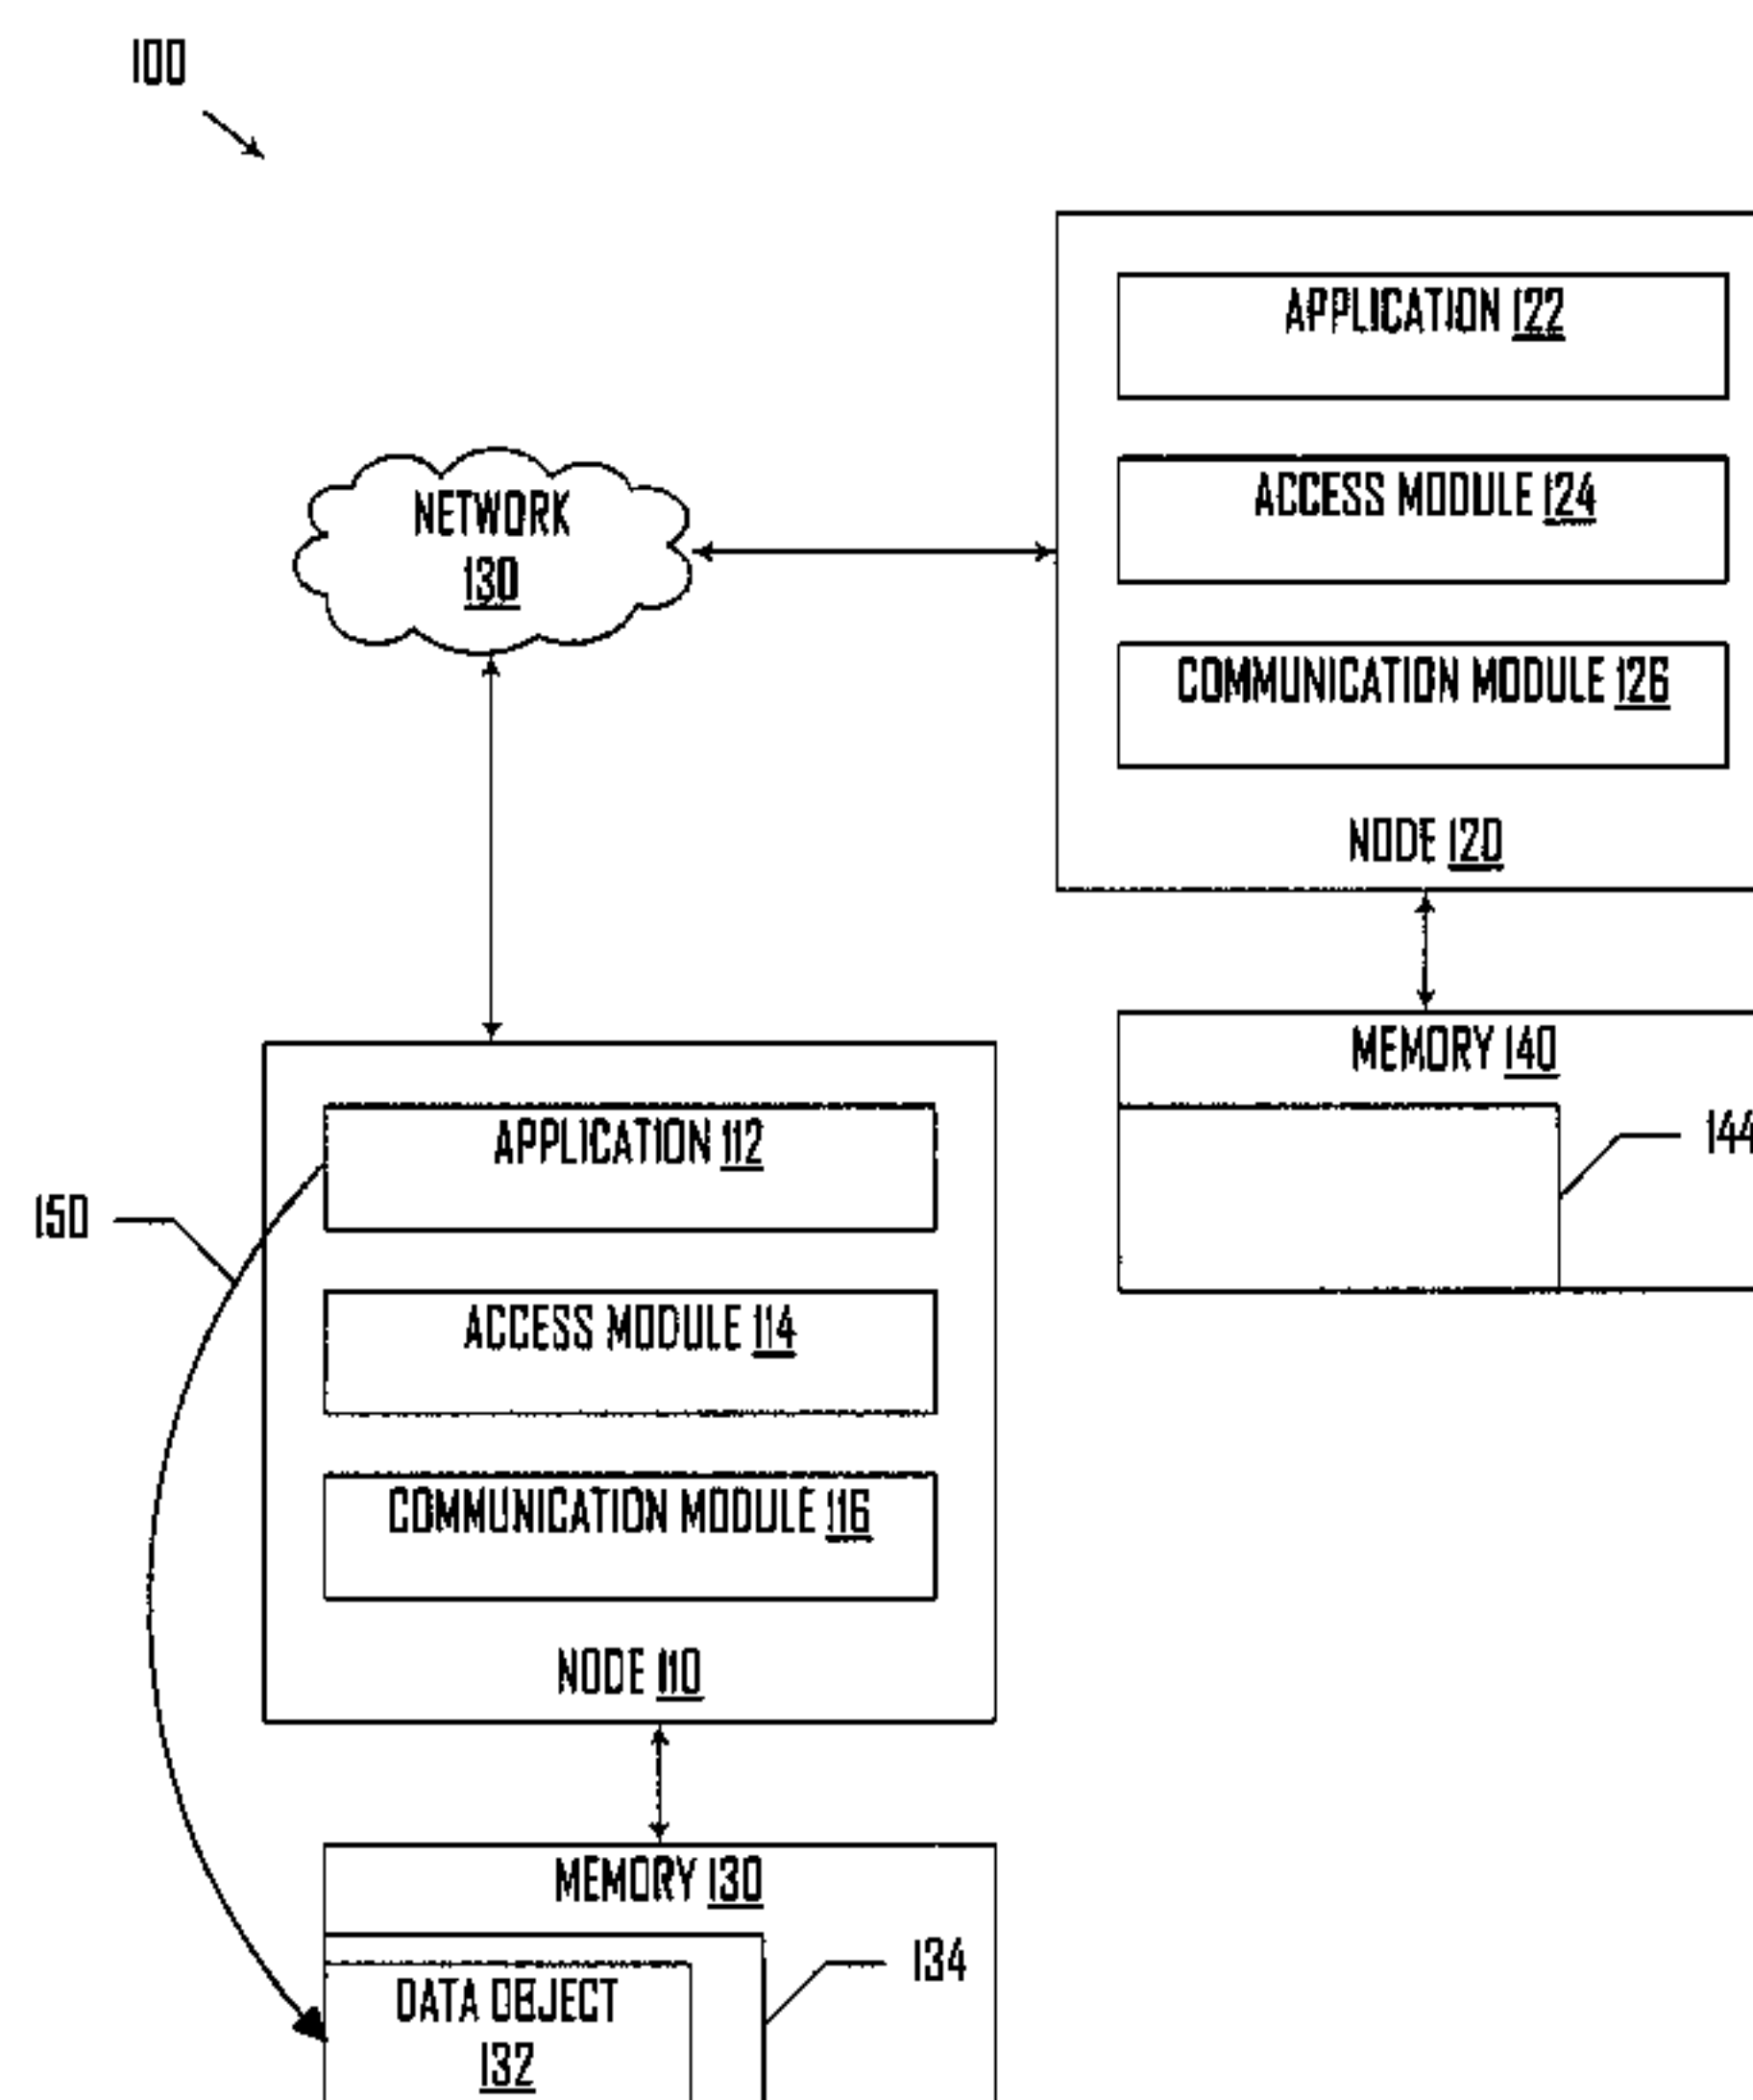 100
APPLICATION 122
ACCESS MODULE 124
NETWORK
130
COMMUNICATION MODULE 126
NODE 120
MEMORY 140
144
APPLICATION 112
150
ACCESS MODULE 114
COMMUNICATION MODULE 116
NODE 110
MEMORY 130
134
DATA OBJECT
132